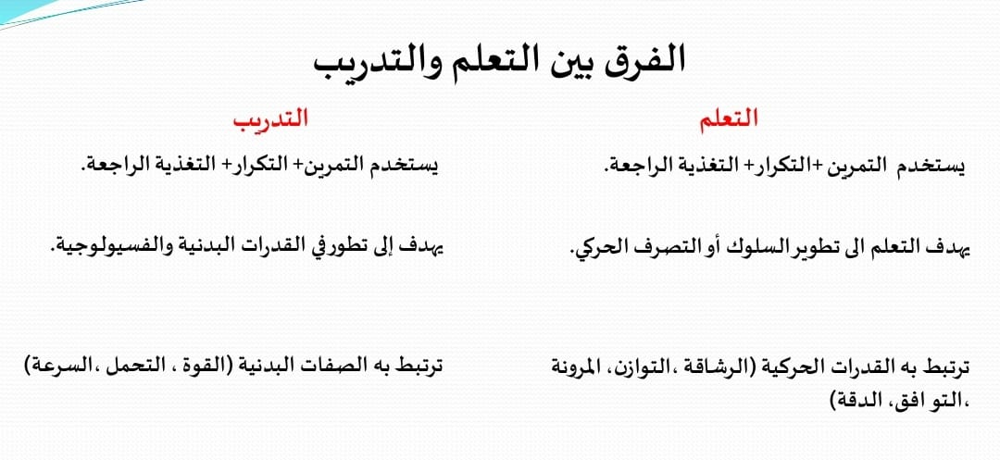 الفرق بين التعلم والتدريب
التعلم
يستخدم التمرين +التكرار+ التغذية الراجعة.
يهدف التعلم الى تطوير السلوك أو التصرف الحركي.
ترتبط به القدرات الحركية (الرشاقة ،التوازن، المرونة
،التو افق، الدقة)
التدريب
يستخدم التمرين+ التكرار+ التغذية الراجعة.
يهدف إلى تطور في القدرات البدنية والفسيولوجية.
ترتبط به الصفات البدنية (القوة ، التحمل ،السرعة)